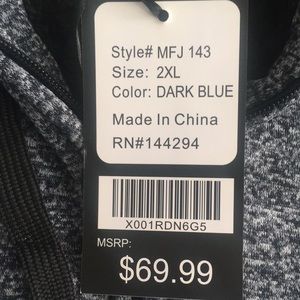 Style# MFJ 143
Size: 2XL
Color: DARK BLUE
Made In China
RN#144294
X001RDN6G5
MSRP:
$69.99